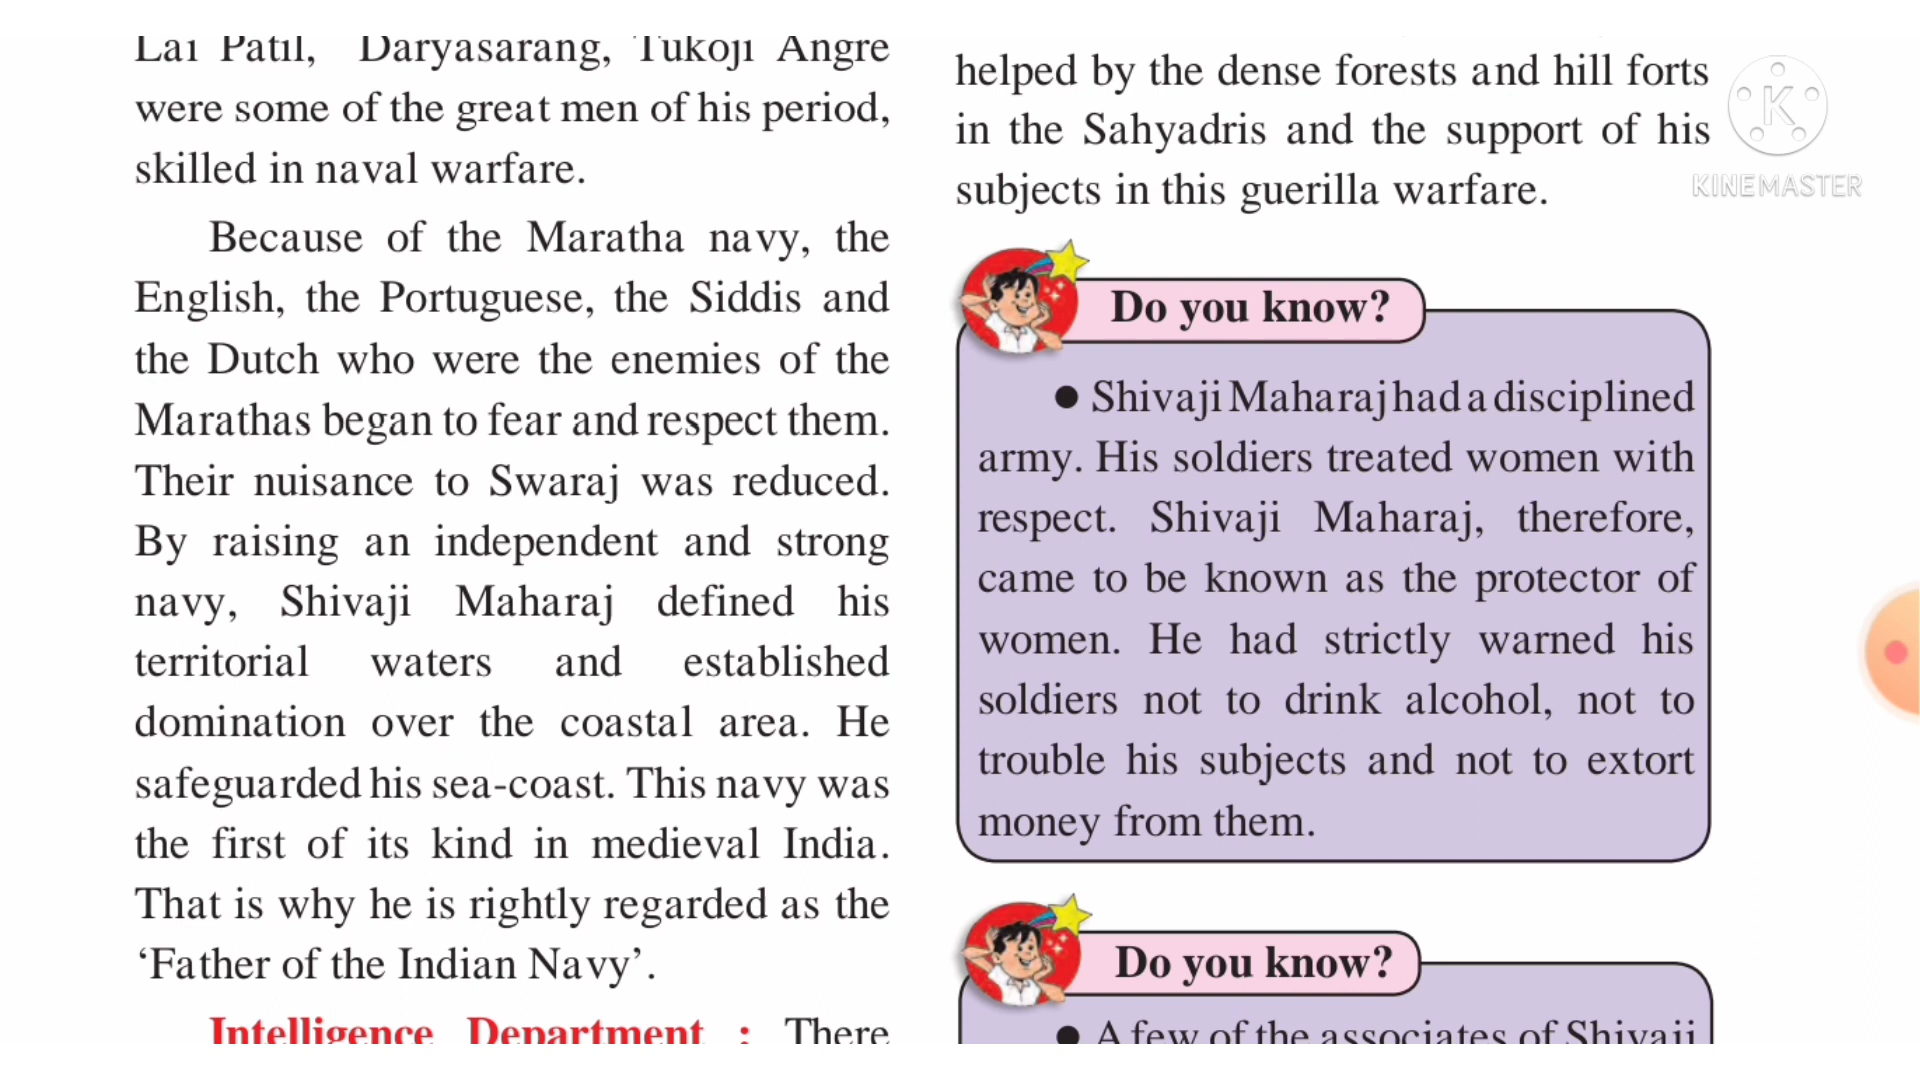 Lai Patil, Daryasarang, Tukoji Angre
were some of the great men of his period,
skilled in naval warfare.
Because of the Maratha navy, the
English, the Portuguese, the Siddis and
the Dutch who were the enemies of the
Marathas began to fear and respect them.
Their nuisance to Swaraj was reduced.
By raising an independent and strong
navy, Shivaji Maharaj defined his
territorial waters and established
domination over the coastal area. He
safeguarded his sea-coast. This navy was
the first of its kind in medieval India.
That is why he is rightly regarded as the
‘Father of the Indian Navy’.
Intelligence Department : There
helped by the dense forests and hill forts
in the Sahyadris and the support of his
subjects in this guerilla warfare.
Do you know?
● Shivaji Maharaj had a disciplined
army. His soldiers treated women with
respect. Shivaji Maharaj, therefore,
came to be known as the protector of
women. He had strictly warned his
soldiers not to drink alcohol, not to
trouble his subjects and not to extort
money from them.
Do you know?
● A few of the associates of Shivaji
K
KINEMASTER